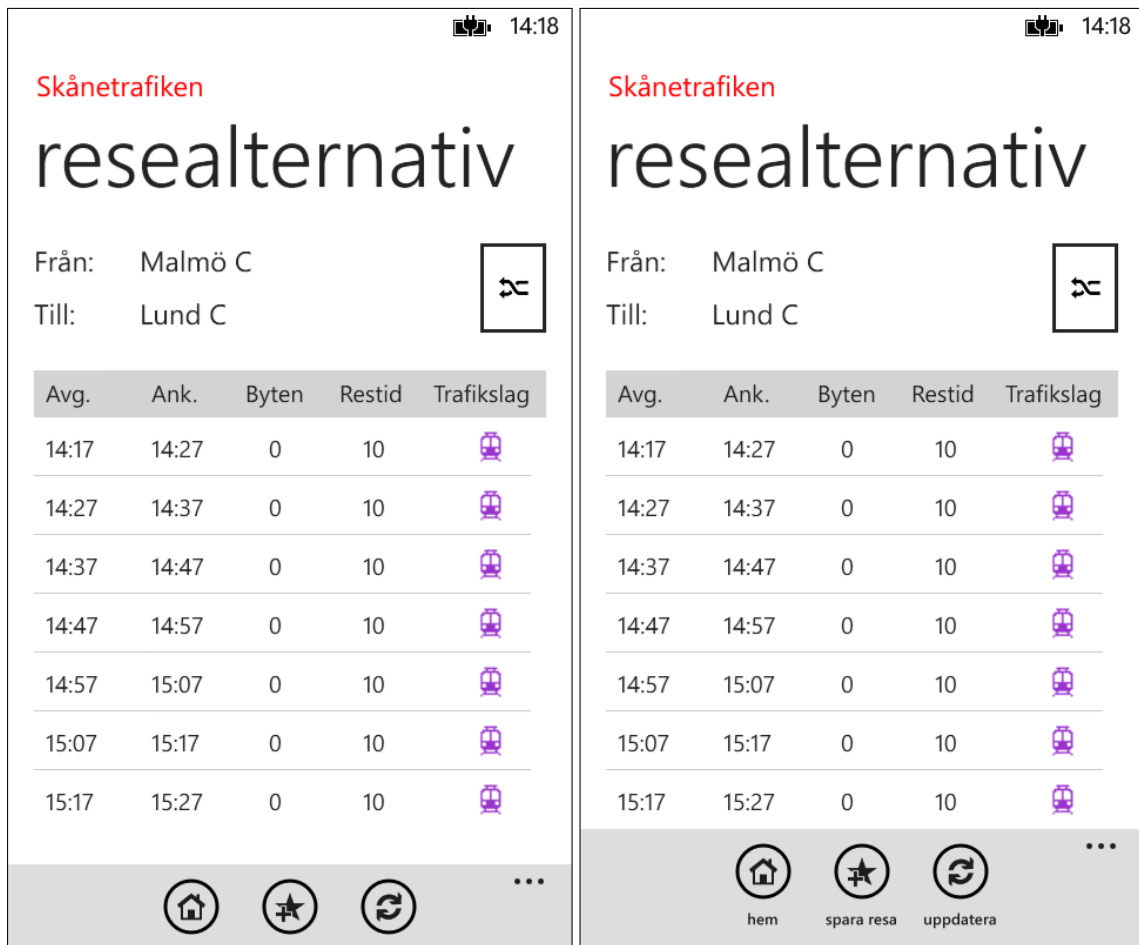 14:18
Skånetrafiken
resealternativ
Från: Malmö C
Till: Lund C
Avg. Ank. Byten Restid Trafikslag
14:17 14:27 0 10
14:27 14:37 0 10
14:37 14:47 0 10
14:47 14:57 0 10
14:57 15:07 0 10
15:07 15:17 0 10
15:17 15:27 0 10
14:18
Skånetrafiken
resealternativ
Från: Malmö C
Till: Lund C
Avg. Ank. Byten Restid Trafikslag
14:17 14:27 0 10
14:27 14:37 0 10
14:37 14:47 0 10
14:47 14:57 0 10
14:57 15:07 0 10
15:07 15:17 0 10
15:17 15:27 0 10
hem spara resa uppdatera